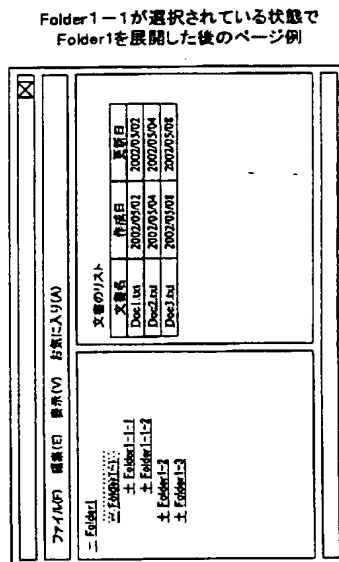 Folder1-1が選択されている状態で
Folder1を展開した後のページ例
ファイル(F) 編集(E) 表示(V) お気に入り(A)
- Folder1
- Folder1-1
+ Folder1-1-1
+ Folder1-1-2
+ Folder1-2
+ Folder1-3
文書のリスト
文書名 作成日 更新日
Doc1.txt 2002/05/02 2002/05/02
Doc2.txt 2002/05/04 2002/05/04
Doc3.txt 2002/05/08 2002/05/08